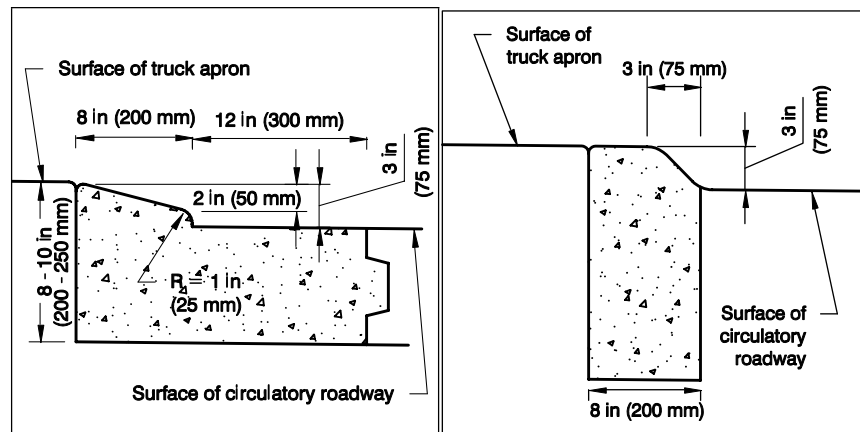 Surface of truck apron
8 in (200 mm)
12 in (300 mm)
3 in
(75 mm)
2 in (50 mm)
8 - 10 in
(200 - 250 mm)
R = 1 in
(25 mm)
Surface of circulatory roadway
Surface of
truck apron
3 in (75 mm)
3 in
(75 mm)
Surface of
circulatory
roadway
8 in (200 mm)